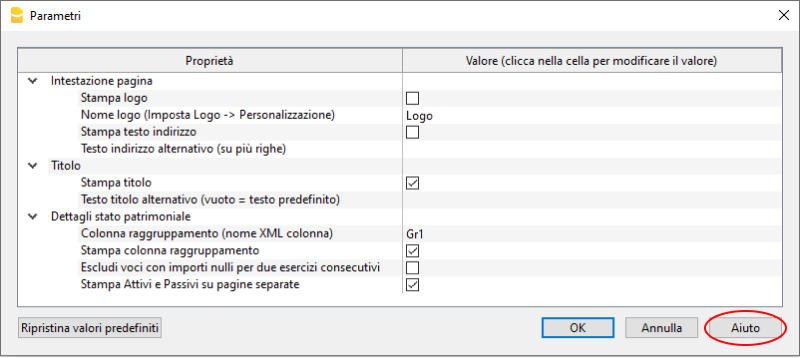 Parametri
Proprietà Valore (clicca nella cella per modificare il valore)
Intestazione pagina
Stampa logo
Nome logo (Imposta Logo -> Personalizzazione) Logo
Stampa testo indirizzo
Testo indirizzo alternativo (su più righe)
Titolo
Stampa titolo
Testo titolo alternativo (vuoto = testo predefinito)
Dettagli stato patrimoniale
Colonna raggruppamento (nome XML colonna) Gr1
Stampa colonna raggruppamento
Escludi voci con importi nulli per due esercizi consecutivi
Stampa Attivi e Passivi su pagine separate
Ripristina valori predefiniti OK Annulla Aiuto